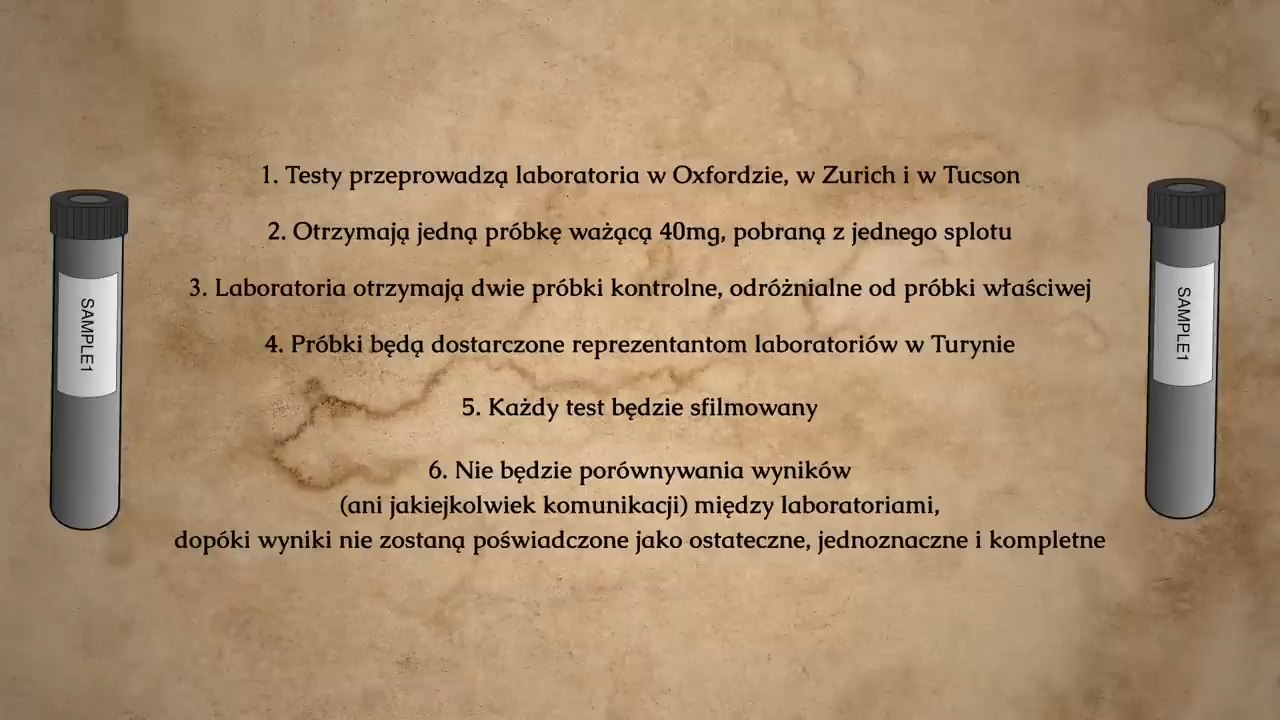 1. Testy przeprowadzą laboratoria w Oxfordzie, w Zurich i w Tucson
2. Otrzymają jedną próbkę ważącą 40mg, pobraną z jednego splotu
3. Laboratoria otrzymają dwie próbki kontrolne, odróżnialne od próbki właściwej
4. Próbki będą dostarczone reprezentantom laboratoriów w Turynie
5. Każdy test będzie sfilmowany
6. Nie będzie porównywania wyników
(ani jakiejkolwiek komunikacji) między laboratoriami,
dopóki wyniki nie zostaną poświadczone jako ostateczne, jednoznaczne i kompletne
SAMPLE1
SAMPLE1